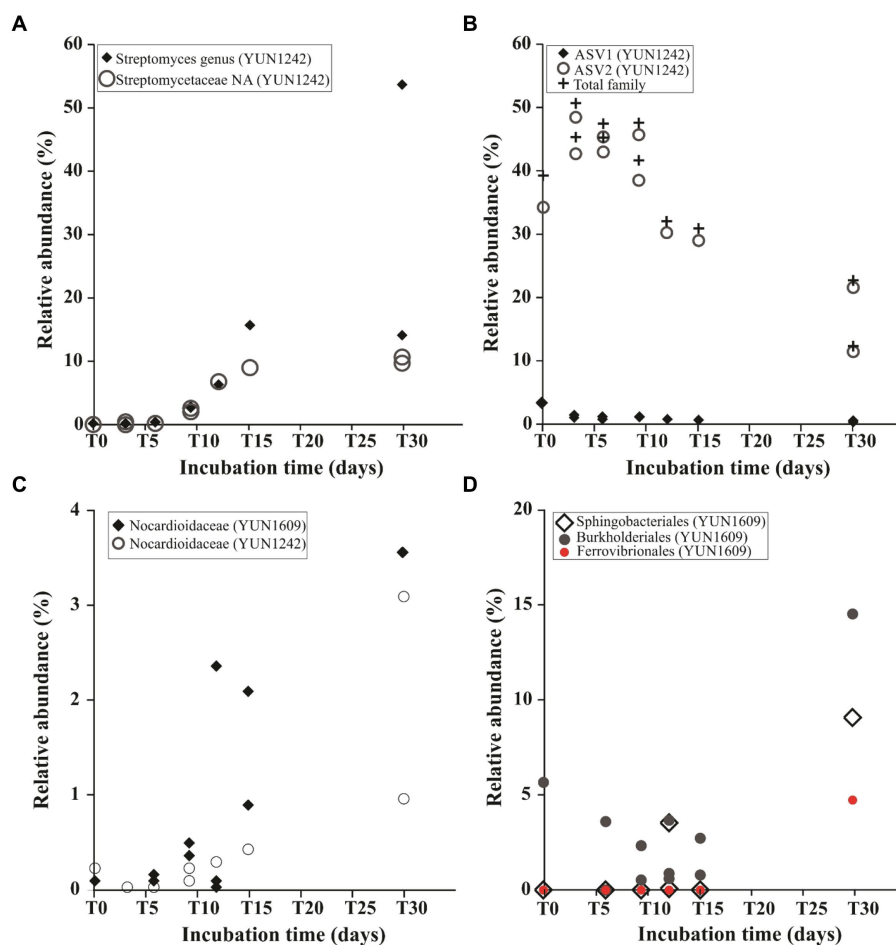 A
Streptomyces genus (YUN1242)
Streptomycetaceae NA (YUN1242)
Relative abundance (%)
60
50
40
30
20
10
0
T0 T5 T10 T15 T20 T25 T30
Incubation time (days)
B
ASV1 (YUN1242)
ASV2 (YUN1242)
Total family
Relative abundance (%)
60
50
40
30
20
10
0
T0 T5 T10 T15 T20 T25 T30
Incubation time (days)
C
Nocardioidaceae (YUN1609)
Nocardioidaceae (YUN1242)
Relative abundance (%)
4
3
2
1
0
T0 T5 T10 T15 T20 T25 T30
Incubation time (days)
D
Sphingobacteriales (YUN1609)
Burkholderiales (YUN1609)
Ferrovibrionales (YUN1609)
Relative abundance (%)
20
15
10
5
0
T0 T5 T10 T15 T20 T25 T30
Incubation time (days)